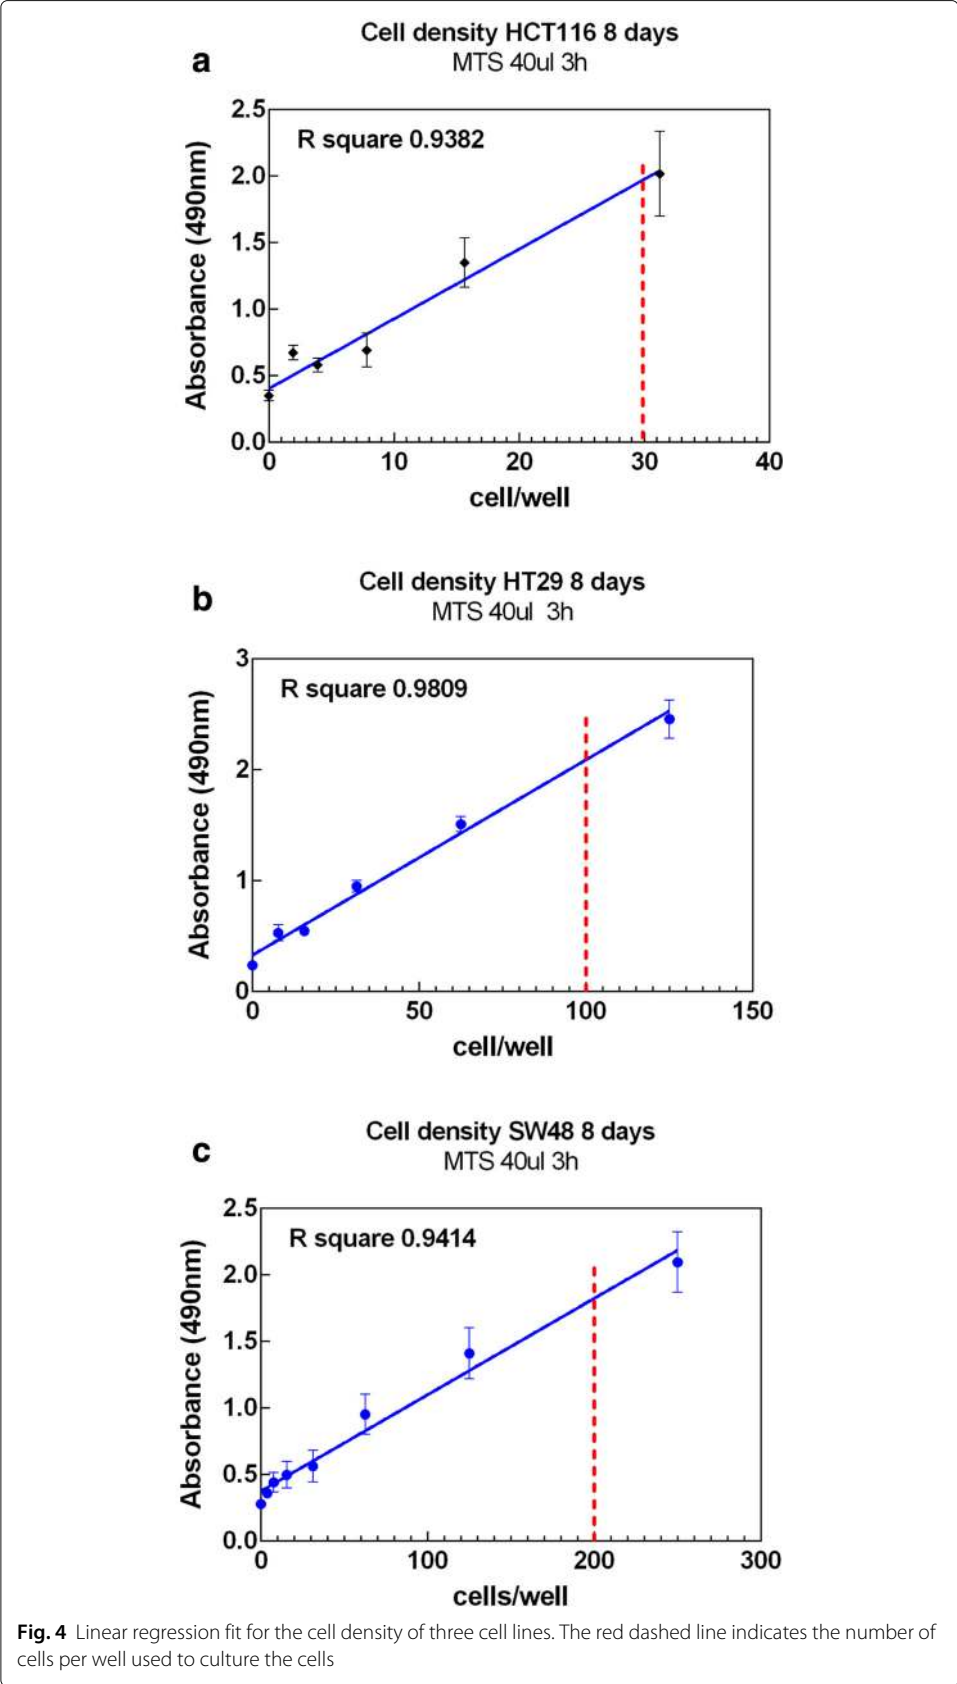 Cell density HCT116 8 days
a
MTS 40ul 3h
R square 0.9382
Absorbance (490nm)
2.5
2.0
1.5
1.0
0.5
0.0
0 10 20 30 40
cell/well
Cell density HT29 8 days
b
MTS 40ul 3h
R square 0.9809
Absorbance (490nm)
3
2
1
0
0 50 100 150
cell/well
Cell density SW48 8 days
c
MTS 40ul 3h
R square 0.9414
Absorbance (490nm)
2.5
2.0
1.5
1.0
0.5
0.0
0 100 200 300
cells/well
Fig. 4 Linear regression fit for the cell density of three cell lines. The red dashed line indicates the number of
cells per well used to culture the cells